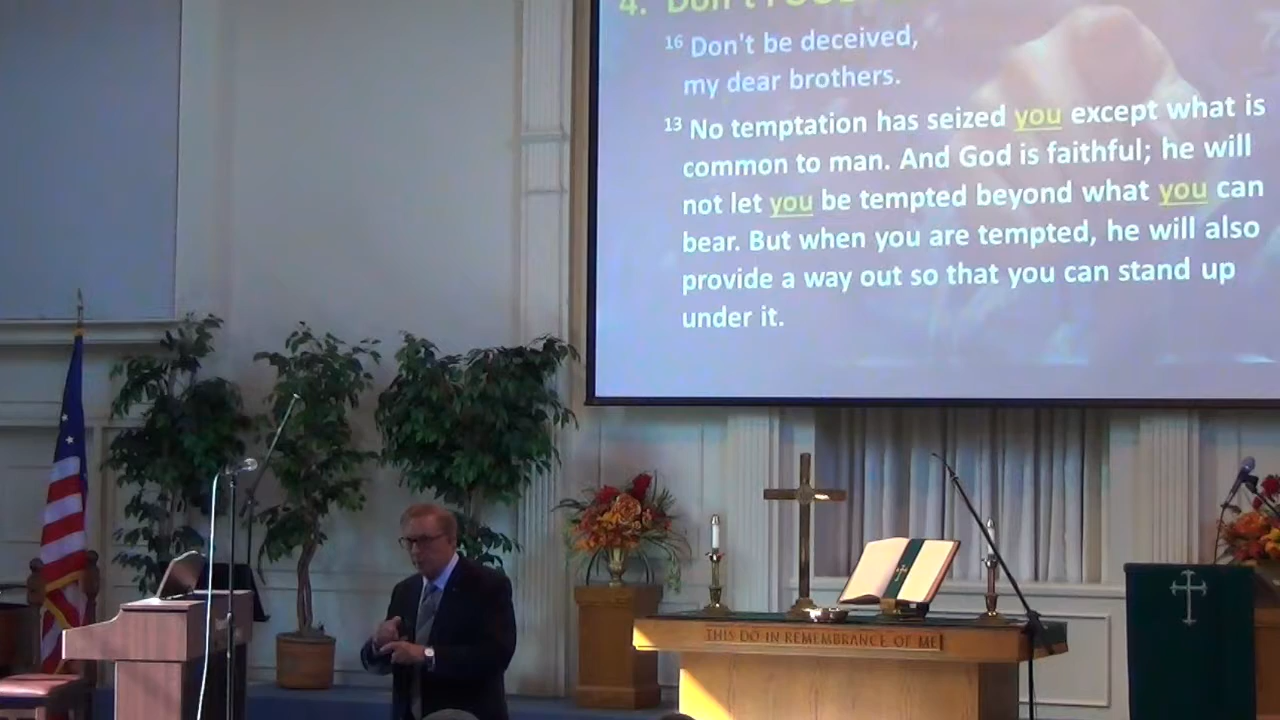 4. Don't
16 Don't be deceived,
my dear brothers.
13 No temptation has seized you except what is
common to man. And God is faithful; he will
not let you be tempted beyond what you can
bear. But when you are tempted, he will also
provide a way out so that you can stand up
under it.
THIS DO IN REMEMBRANCE OF ME